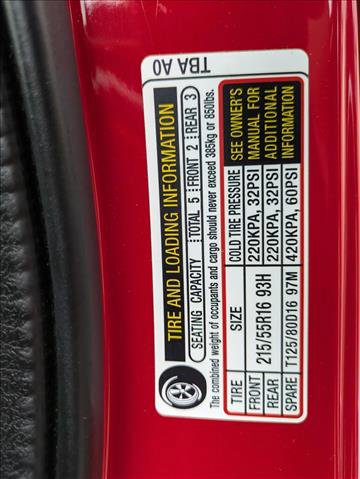 TBA A0
TIRE AND LOADING INFORMATION
SEATING CAPACITY TOTAL 5 FRONT 2 REAR 3
The combined weight of occupants and cargo should never exceed 385kg or 850lbs.
TIRE SIZE COLD TIRE PRESSURE
FRONT 215/55R16 93H 220KPA, 32PSI
REAR 220KPA, 32PSI
SPARE T125/80D16 97M 420KPA, 60PSI
SEE OWNER'S
MANUAL FOR
ADDITIONAL
INFORMATION